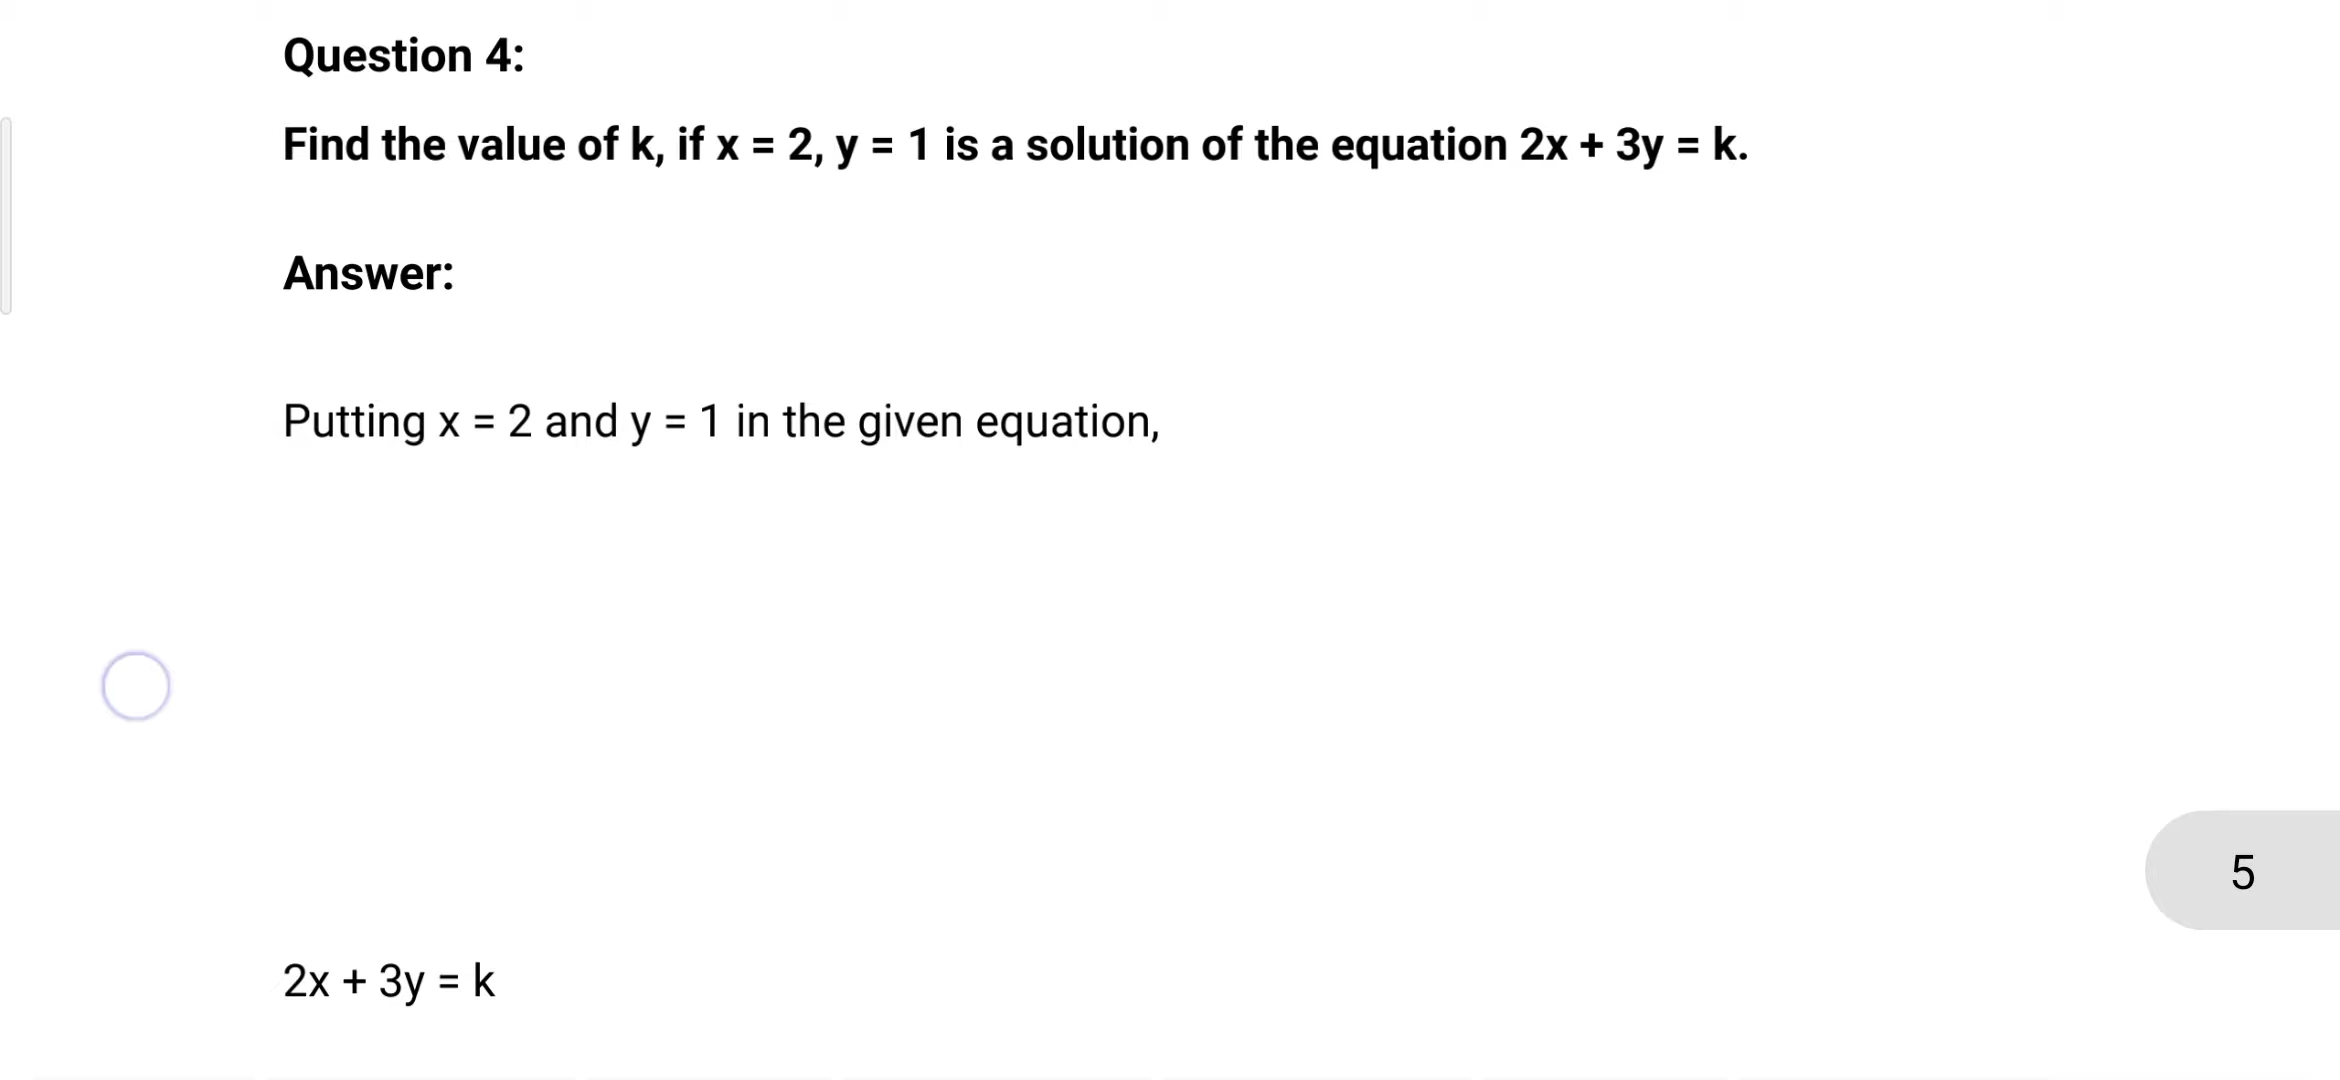 Question 4:
Find the value of k, if x = 2, y = 1 is a solution of the equation 2x + 3y = k.
Answer:
Putting x = 2 and y = 1 in the given equation,
5
2x + 3y = k